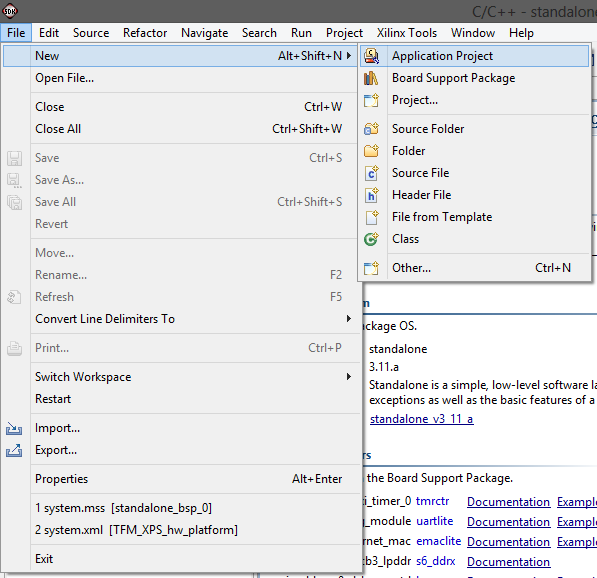 SDK
C/C++ - standalone
File Edit Source Refactor Navigate Search Run Project Xilinx Tools Window Help
New Alt+Shift+N
Open File...
Close Ctrl+W
Close All Ctrl+Shift+W
Save Ctrl+S
Save As...
Save All Ctrl+Shift+S
Revert
Move...
Rename... F2
Refresh F5
Convert Line Delimiters To
Print... Ctrl+P
Switch Workspace
Restart
Import...
Export...
Properties Alt+Enter
1 system.mss [standalone_bsp_0]
2 system.xml [TFM_XPS_hw_platform]
Exit
Application Project
Board Support Package
Project...
Source Folder
Folder
Source File
Header File
File from Template
Class
Other... Ctrl+N
ckage OS.
standalone
3.11.a
Standalone is a simple, low-level software la
exceptions as well as the basic features of a
standalone_v3_11_a
rs
the Board Support Package.
i_timer_0 tmrctr Documentation Example
g_module uartlite Documentation Example
rnet_mac emaclite Documentation Example
cb3_lpddr s6_ddrx Documentation